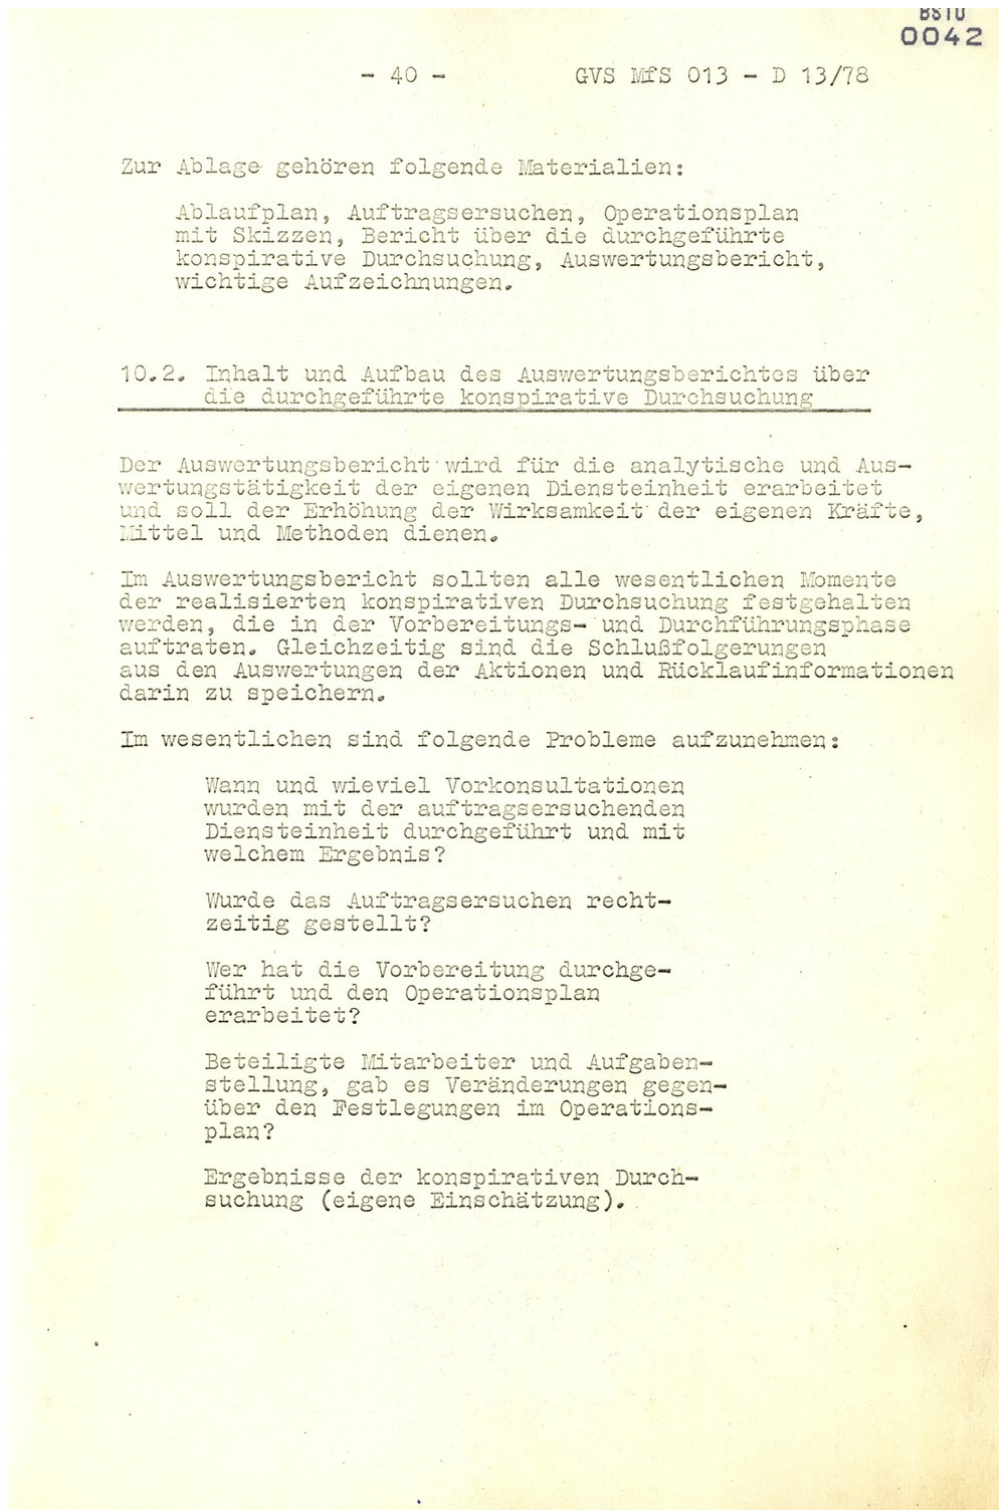 BStU
0042
- 40 - GVS MfS 013 - D 13/78
Zur Ablage gehören folgende Materialien:
Ablaufplan, Auftragsersuchen, Operationsplan
mit Skizzen, Bericht über die durchgeführte
konspirative Durchsuchung, Auswertungsbericht,
wichtige Aufzeichnungen.
10.2. Inhalt und Aufbau des Auswertungsberichtes über
die durchgeführte konspirative Durchsuchung
Der Auswertungsbericht wird für die analytische und Aus-
wertungstätigkeit der eigenen Diensteinheit erarbeitet
und soll der Erhöhung der Wirksamkeit der eigenen Kräfte,
Mittel und Methoden dienen.
Im Auswertungsbericht sollten alle wesentlichen Momente
der realisierten konspirativen Durchsuchung festgehalten
werden, die in der Vorbereitungs- und Durchführungsphase
auftraten. Gleichzeitig sind die Schlußfolgerungen
aus den Auswertungen der Aktionen und Rücklaufinformationen
darin zu speichern.
Im wesentlichen sind folgende Probleme aufzunehmen:
Wann und wieviel Vorkonsultationen
wurden mit der auftragsersuchenden
Diensteinheit durchgeführt und mit
welchem Ergebnis?
Wurde das Auftragsersuchen recht-
zeitig gestellt?
Wer hat die Vorbereitung durchge-
führt und den Operationsplan
erarbeitet?
Beteiligte Mitarbeiter und Aufgaben-
stellung, gab es Veränderungen gegen-
über den Festlegungen im Operations-
plan?
Ergebnisse der konspirativen Durch-
suchung (eigene Einschätzung).